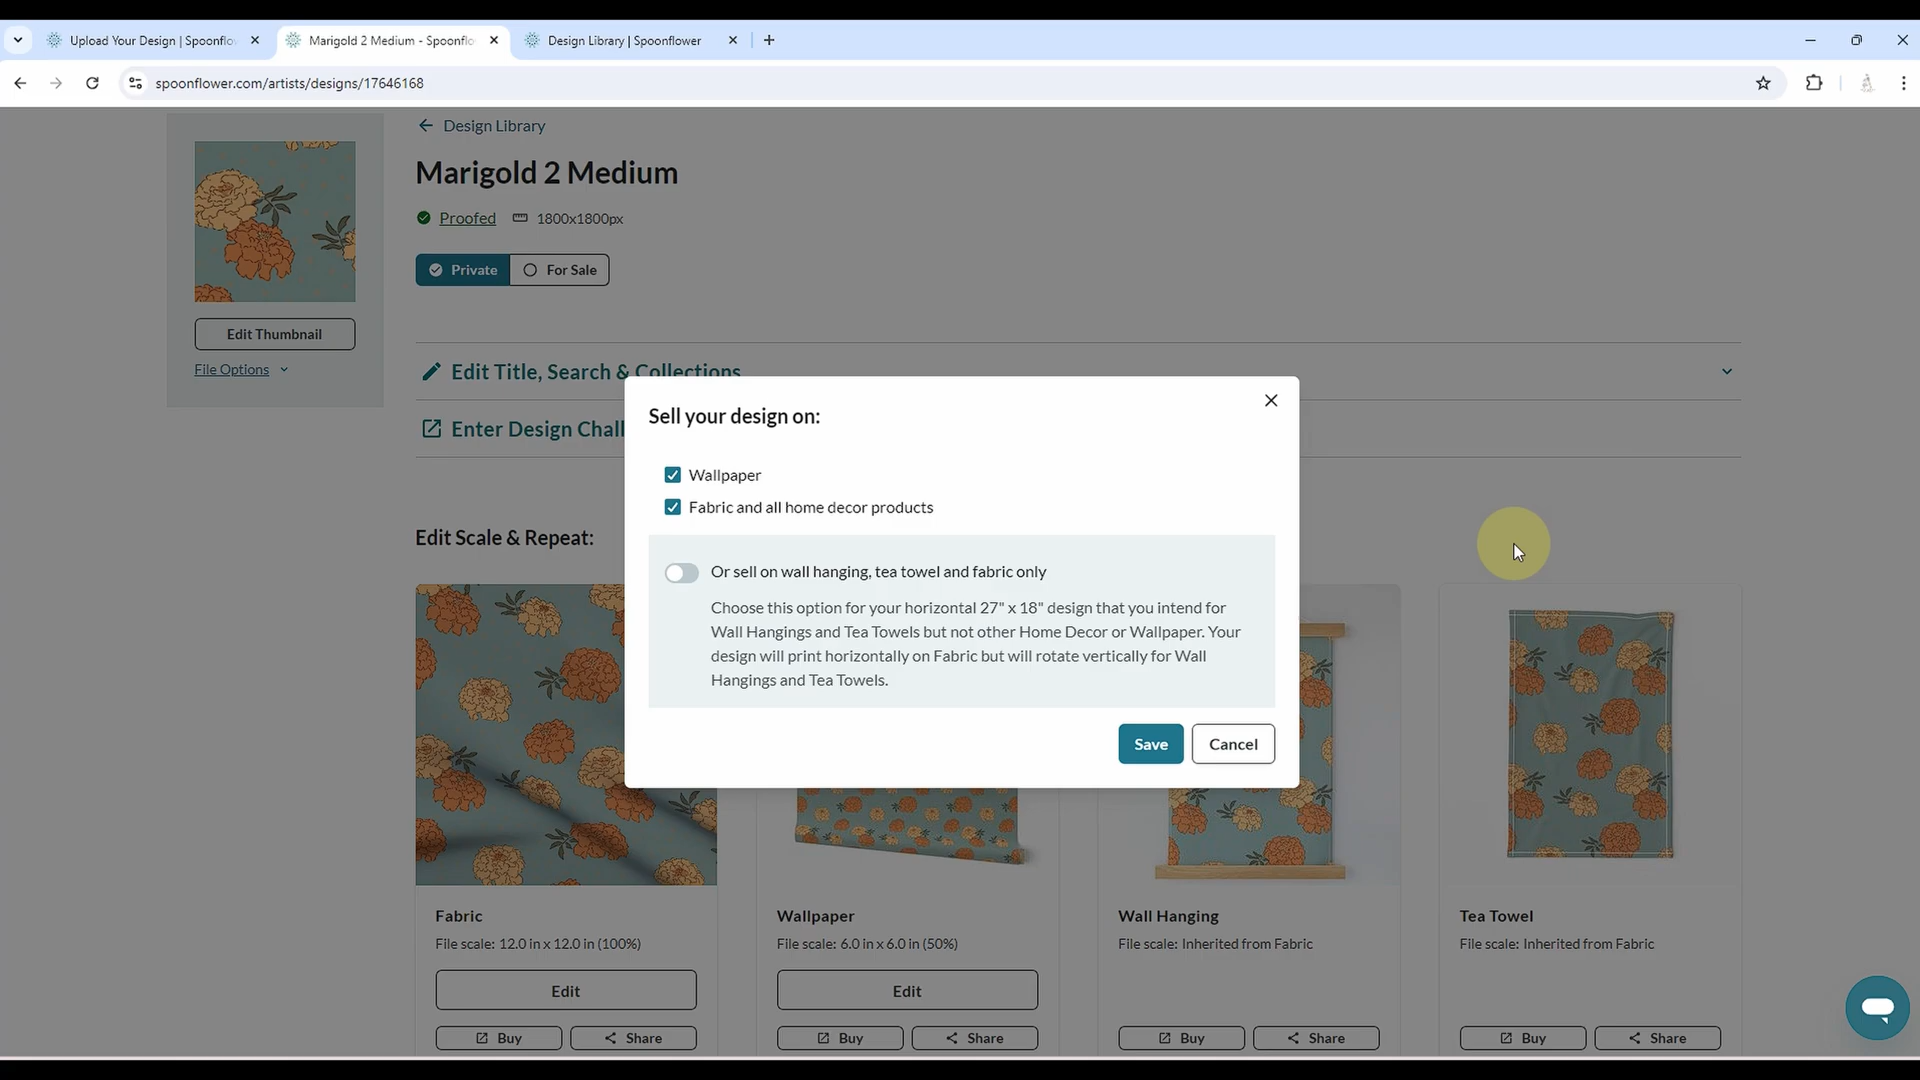 Upload Your Design | Spoonflo
Marigold 2 Medium - Spoonflo
Design Library | Spoonflower
spoonflower.com/artists/designs/17646168
Design Library
Marigold 2 Medium
Proofed
1800x1800px
Private
For Sale
Edit Thumbnail
File Options
Edit Title, Search & Collections
Enter Design Chall
Sell your design on:
Wallpaper
Fabric and all home decor products
Or sell on wall hanging, tea towel and fabric only
Choose this option for your horizontal 27" x 18" design that you intend for
Wall Hangings and Tea Towels but not other Home Decor or Wallpaper. Your
design will print horizontally on Fabric but will rotate vertically for Wall
Hangings and Tea Towels.
Save
Cancel
Edit Scale & Repeat:
Fabric
File scale: 12.0 in x 12.0 in (100%)
Edit
Buy
Share
Wallpaper
File scale: 6.0 in x 6.0 in (50%)
Edit
Buy
Share
Wall Hanging
File scale: Inherited from Fabric
Buy
Share
Tea Towel
File scale: Inherited from Fabric
Buy
Share